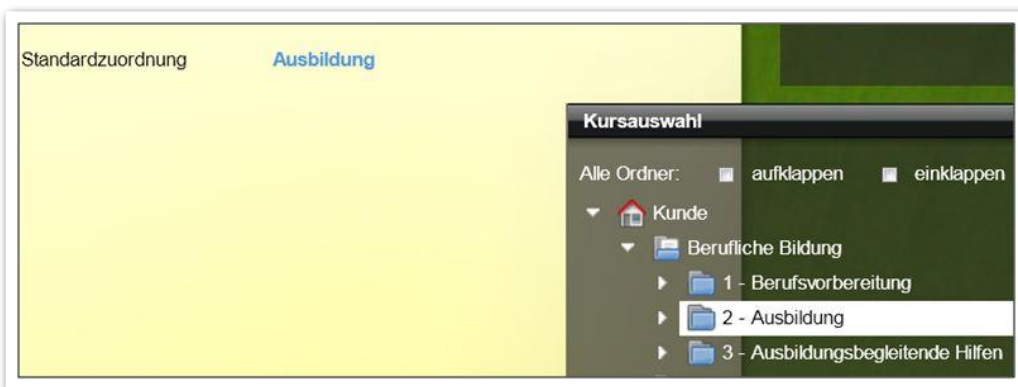 Standardzuordnung Ausbildung
Kursauswahl
Alle Ordner: aufklappen einklappen
Kunde
Berufliche Bildung
1 - Berufsvorbereitung
2 - Ausbildung
3 - Ausbildungsbegleitende Hilfen